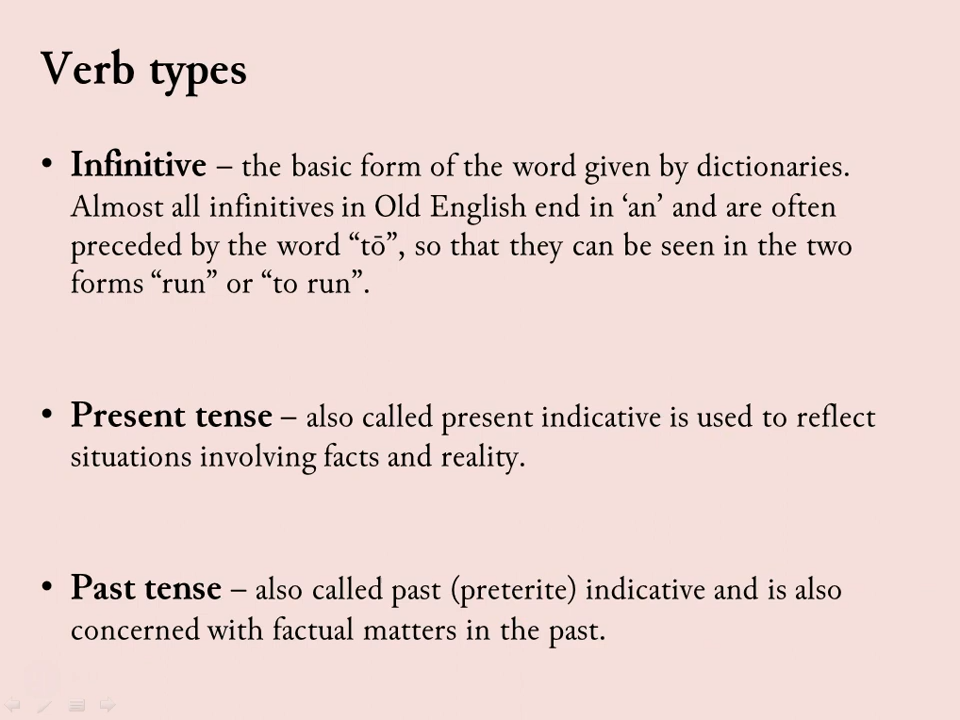 Verb types
• Infinitive – the basic form of the word given by dictionaries.
Almost all infinitives in Old English end in ‘an’ and are often
preceded by the word “tō”, so that they can be seen in the two
forms “run” or “to run”.
• Present tense – also called present indicative is used to reflect
situations involving facts and reality.
• Past tense – also called past (preterite) indicative and is also
concerned with factual matters in the past.